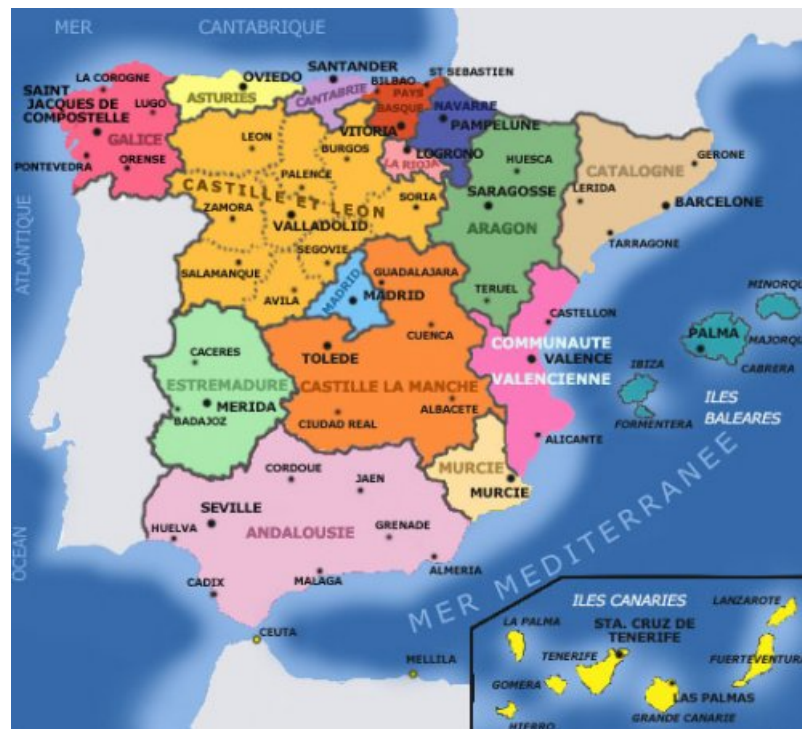 MER CANTABRIQUE
ATLANTIQUE
OCEAN
LA COROGNE
SAINT
JACQUES DE
COMPOSTELLE
LUGO
GALICE
PONTEVEDRA
ORENSE
OVIEDO
ASTURIES
SANTANDER
CANTABRIE
BILBAO
ST SEBASTIEN
PAYS
BASQUE
VITORIA
NAVARRE
PAMPELUNE
LOGRONO
LA RIOJA
LEON
BURGOS
PALENCE
CASTILLE ET LEON
ZAMORA
VALLADOLID
SORIA
SEGOVIE
SALAMANQUE
AVILA
HUESCA
SARAGOSSE
ARAGON
TERUEL
CATALOGNE
GERONE
LERIDA
BARCELONE
TARRAGONE
MADRID
MADRID
GUADALAJARA
CUENCA
TOLEDE
CASTILLE LA MANCHE
ALBACETE
CIUDAD REAL
CACERES
ESTREMADURE
MERIDA
BADAJOZ
CASTELLON
COMMUNAUTE
VALENCE
VALENCIENNE
ALICANTE
MURCIE
MURCIE
CORDOUE
JAEN
SEVILLE
HUELVA
ANDALOUSIE
GRENADE
CADIX
MALAGA
ALMERIA
CEUTA
MELLILA
MER MEDITERRANEE
PALMA
MAJORQU
CABRERA
IBIZA
FORMENTERA
ILES
BALEARES
MINORQU
ILES CANARIES
LANZAROTE
LA PALMA
STA. CRUZ DE
TENERIFE
TENERIFE
FUERTEVENTURA
GOMERA
LAS PALMAS
HIERRO
GRANDE CANARIE